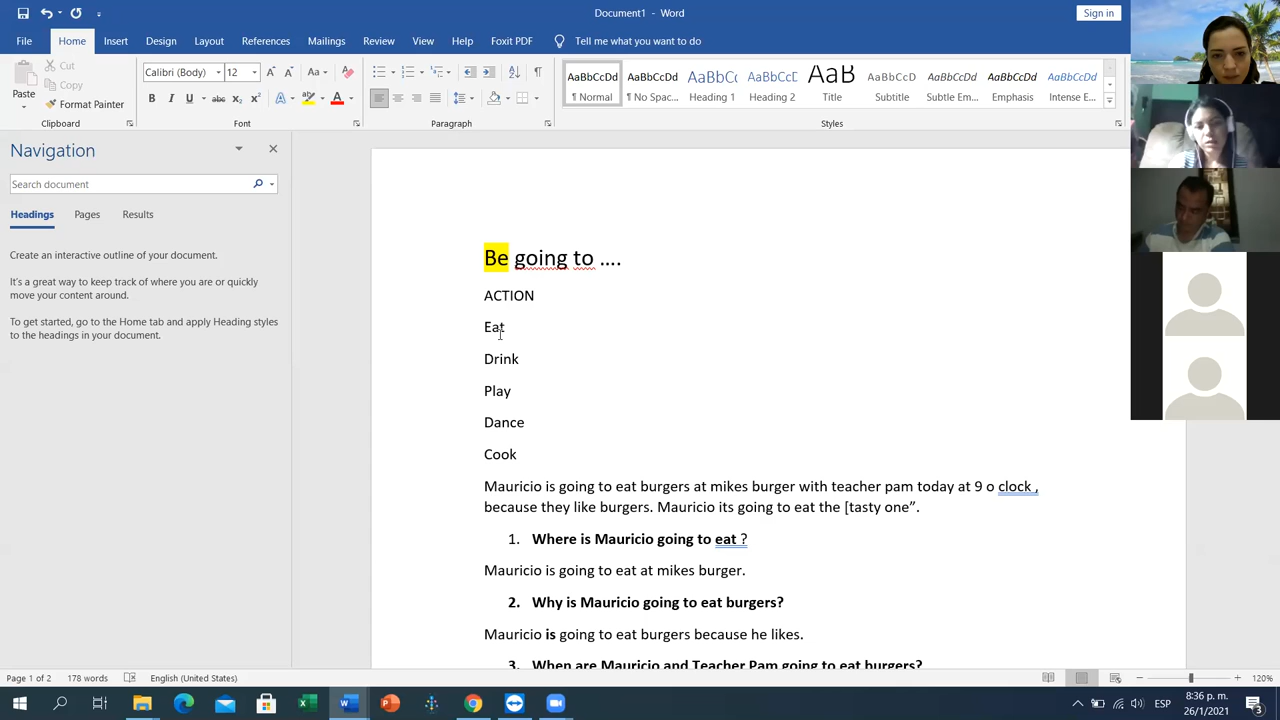 Document1 - Word
Sign in
File Home Insert Design Layout References Mailings Review View Help Foxit PDF Tell me what you want to do
Paste
Cut
Copy
Format Painter
Clipboard
Calibri (Body) 12
Font
Paragraph
AaBbCcDd AaBbCcDd AaBbC( AaBbCcD AaB AaBbCcD AaBbCcDd AaBbCcDd AaBbCcDd
¶ Normal ¶ No Spac... Heading 1 Heading 2 Title Subtitle Subtle Em... Emphasis Intense E...
Styles
Navigation
Search document
Headings Pages Results
Create an interactive outline of your document.
It's a great way to keep track of where you are or quickly
move your content around.
To get started, go to the Home tab and apply Heading styles
to the headings in your document.
Be going to ....
ACTION
Eat
Drink
Play
Dance
Cook
Mauricio is going to eat burgers at mikes burger with teacher pam today at 9 o clock ,
because they like burgers. Mauricio its going to eat the [tasty one”.
1. Where is Mauricio going to eat ?
Mauricio is going to eat at mikes burger.
2. Why is Mauricio going to eat burgers?
Mauricio is going to eat burgers because he likes.
3. When are Mauricio and Teacher Pam going to eat burgers?
Page 1 of 2 178 words English (United States) 120%
ESP
8:36 p. m.
26/1/2021
3